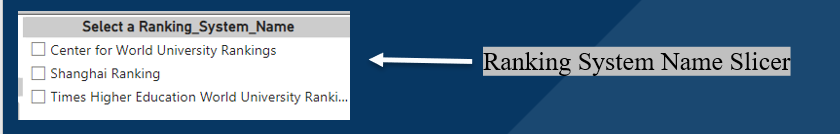 Select a Ranking_System_Name
Center for World University Rankings
Shanghai Ranking
Times Higher Education World University Ranki...
Ranking System Name Slicer